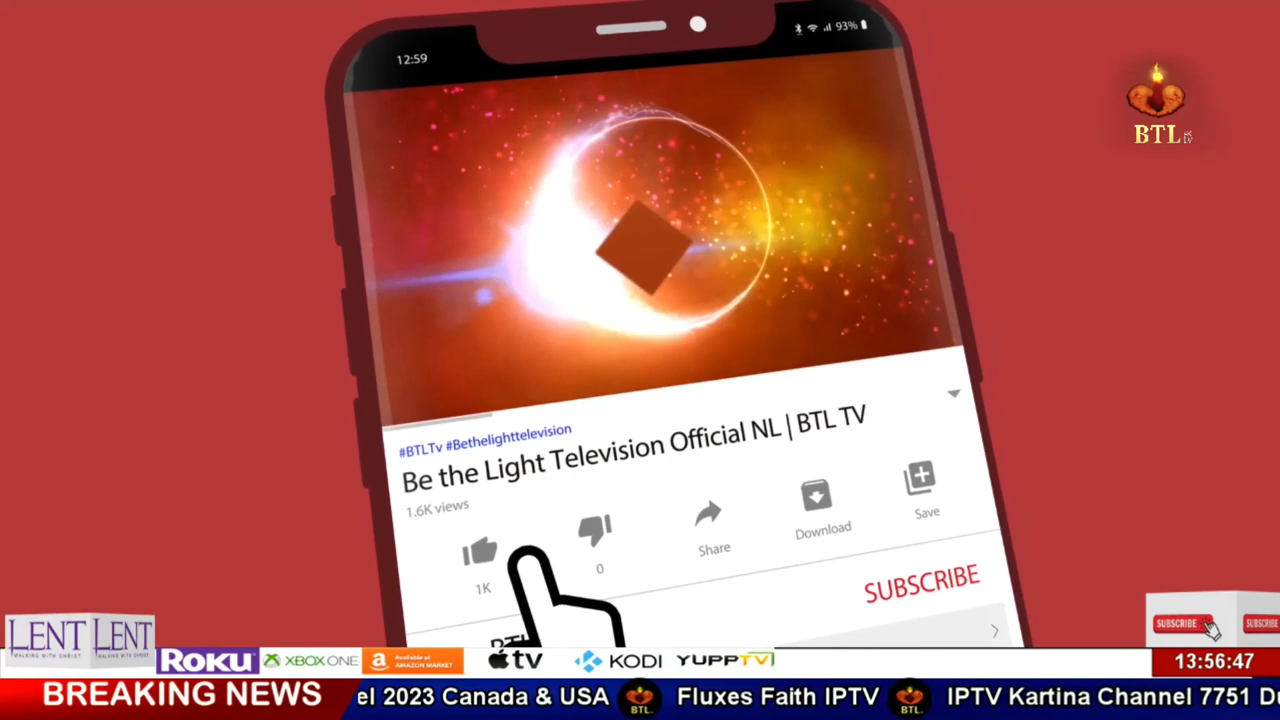 12:59
93%
BTL
TV
#BTLTv #Bethelighttelevision
Be the Light Television Official NL | BTL TV
1.6K views
1K
0
Share
Download
Save
SUBSCRIBE
LENT LENT
WALKING WITH CHRIST WALKING WITH CHRIST
SUBSCRIBE SUBSCRIBE
ROKU XBOX ONE Available at AMAZON MARKET tv KODI YUPPTV
13:56:47
BREAKING NEWS el 2023 Canada & USA BTL. Fluxes Faith IPTV BTL. IPTV Kartina Channel 7751 Du